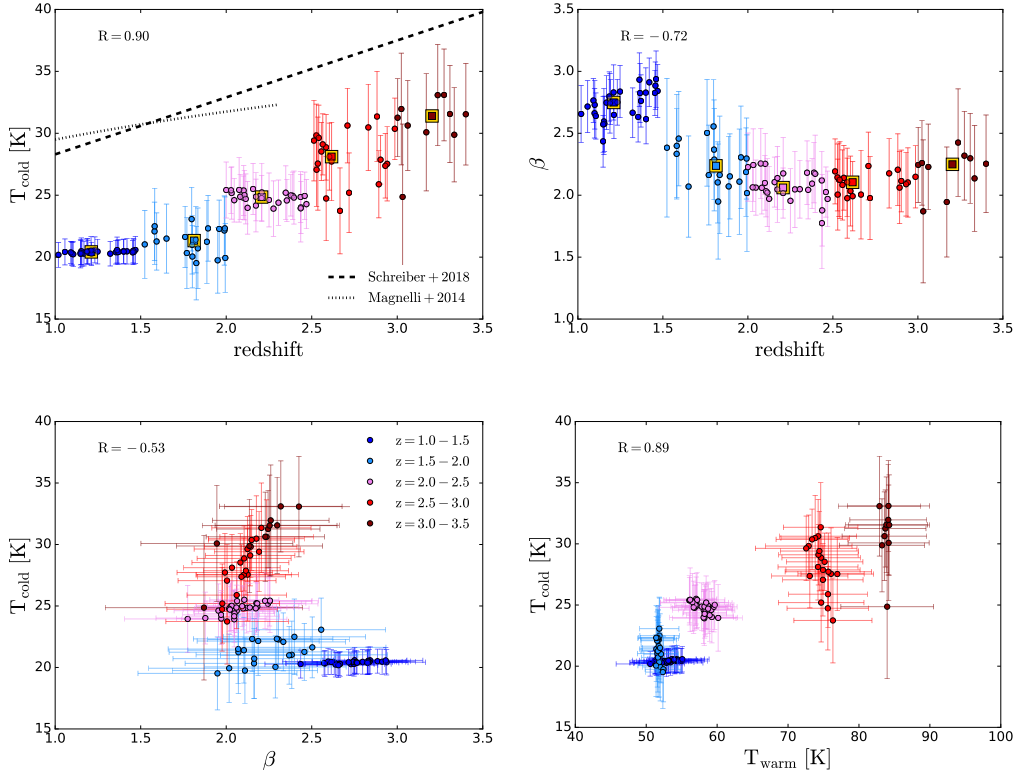 40
35
30
25
20
15
T_cold [K]
R = 0.90
Schreiber + 2018
Magnelli + 2014
1.0 1.5 2.0 2.5 3.0 3.5
redshift
3.5
3.0
2.5
2.0
1.5
1.0
β
R = −0.72
1.0 1.5 2.0 2.5 3.0 3.5
redshift
40
35
30
25
20
15
T_cold [K]
R = −0.53
z = 1.0 − 1.5
z = 1.5 − 2.0
z = 2.0 − 2.5
z = 2.5 − 3.0
z = 3.0 − 3.5
1.0 1.5 2.0 2.5 3.0 3.5
β
40
35
30
25
20
15
T_cold [K]
R = 0.89
40 50 60 70 80 90 100
T_warm [K]